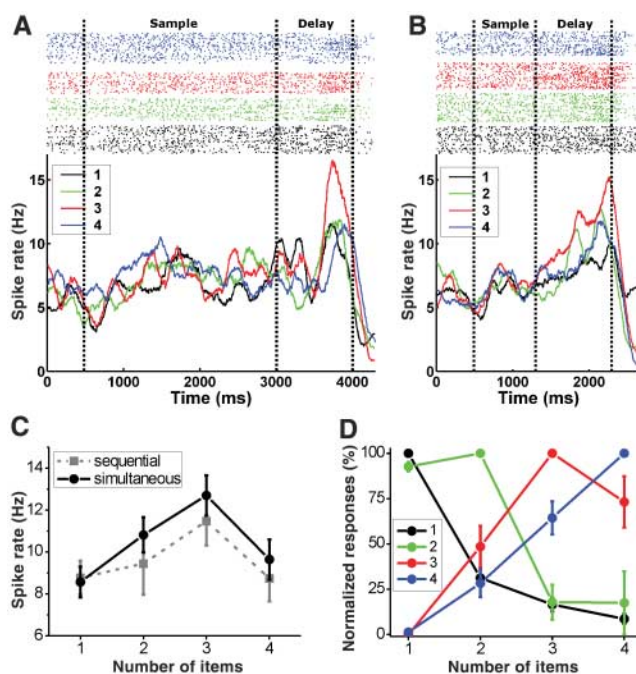 A
Sample
Delay
1
2
3
4
15
10
5
0
Spike rate (Hz)
0
1000
2000
3000
4000
Time (ms)
B
Sample
Delay
1
2
3
4
15
10
5
0
Spike rate (Hz)
0
1000
2000
Time (ms)
C
sequential
simultaneous
14
12
10
8
6
Spike rate (Hz)
1
2
3
4
Number of items
D
100
75
50
25
0
Normalized responses (%)
1
2
3
4
1
2
3
4
Number of items